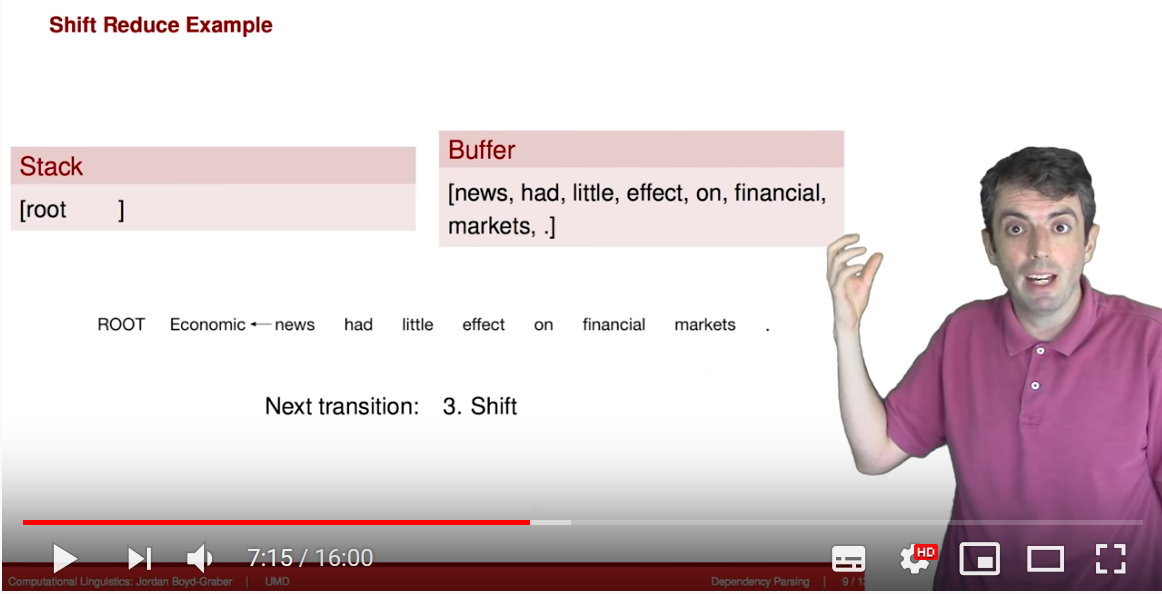 Shift Reduce Example
Stack
[root ]
Buffer
[news, had, little, effect, on, financial,
markets, .]
ROOT Economic ← news had little effect on financial markets .
Next transition: 3. Shift
7:15 / 16:00
HD
Computational Linguistics: Jordan Boyd-Graber | UMD
Dependency Parsing | 9 / 1